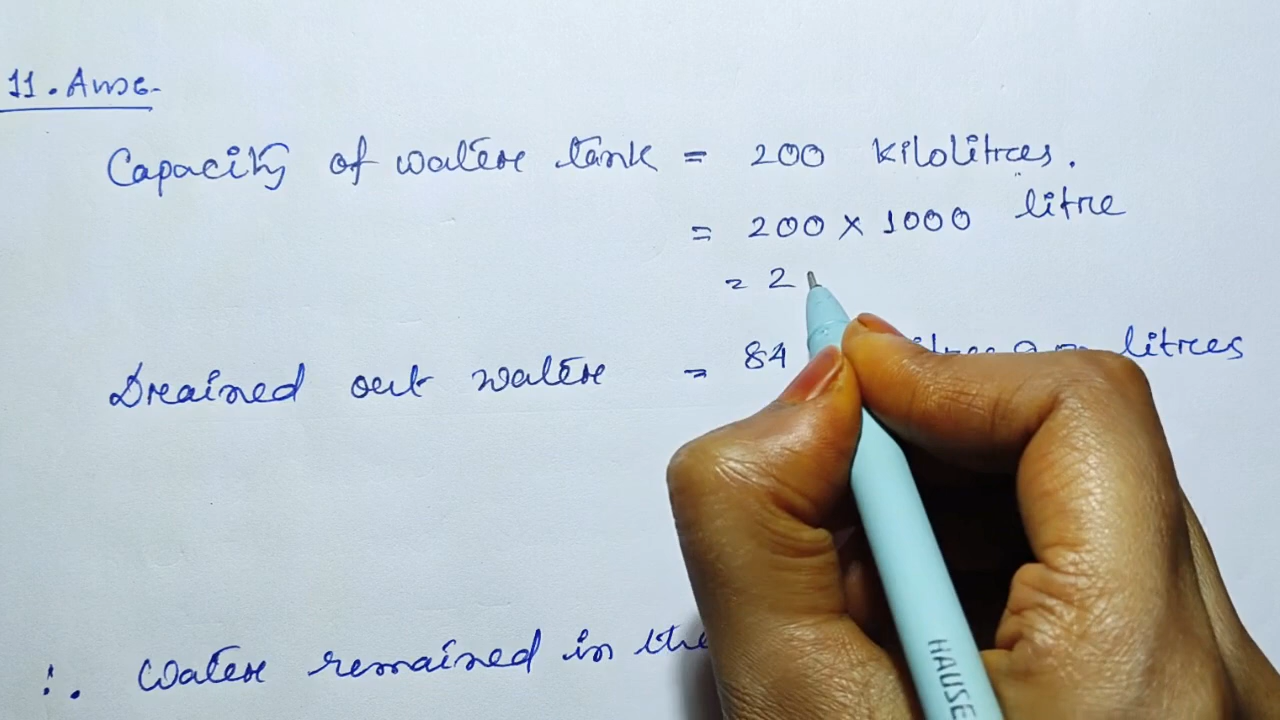 11. Ans.
Capacity of water tank = 200 kilolitres.
= 200 × 1000 litre
= 2
Drained out water = 84 litres
∴ Water remained in the
HAUSE